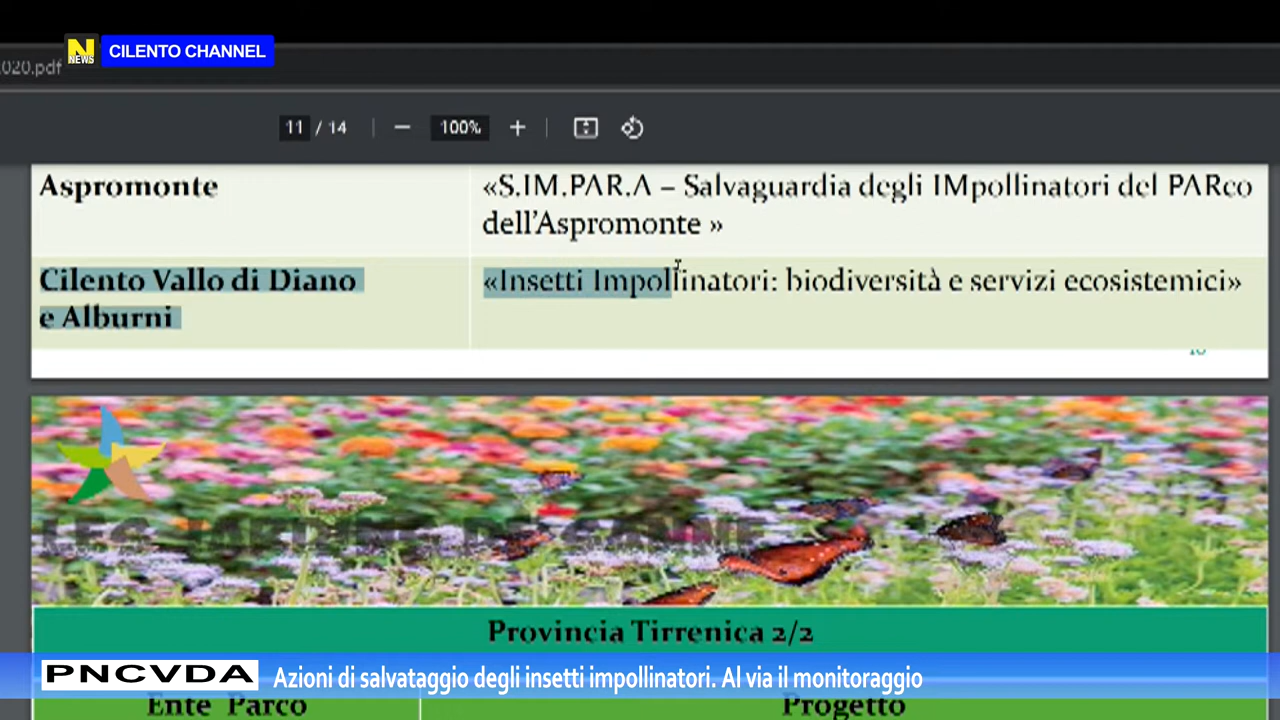 N
NEWS
CILENTO CHANNEL
020.pdf
11 / 14
100%
Aspromonte
«S.IM.PAR.A – Salvaguardia degli IMpollinatori del PARco
dell'Aspromonte »
Cilento Vallo di Diano
e Alburni
«Insetti Impollinatori: biodiversità e servizi ecosistemici»
10
Provincia Tirrenica 2/2
PNCVDA
Azioni di salvataggio degli insetti impollinatori. Al via il monitoraggio
Ente Parco
Progetto